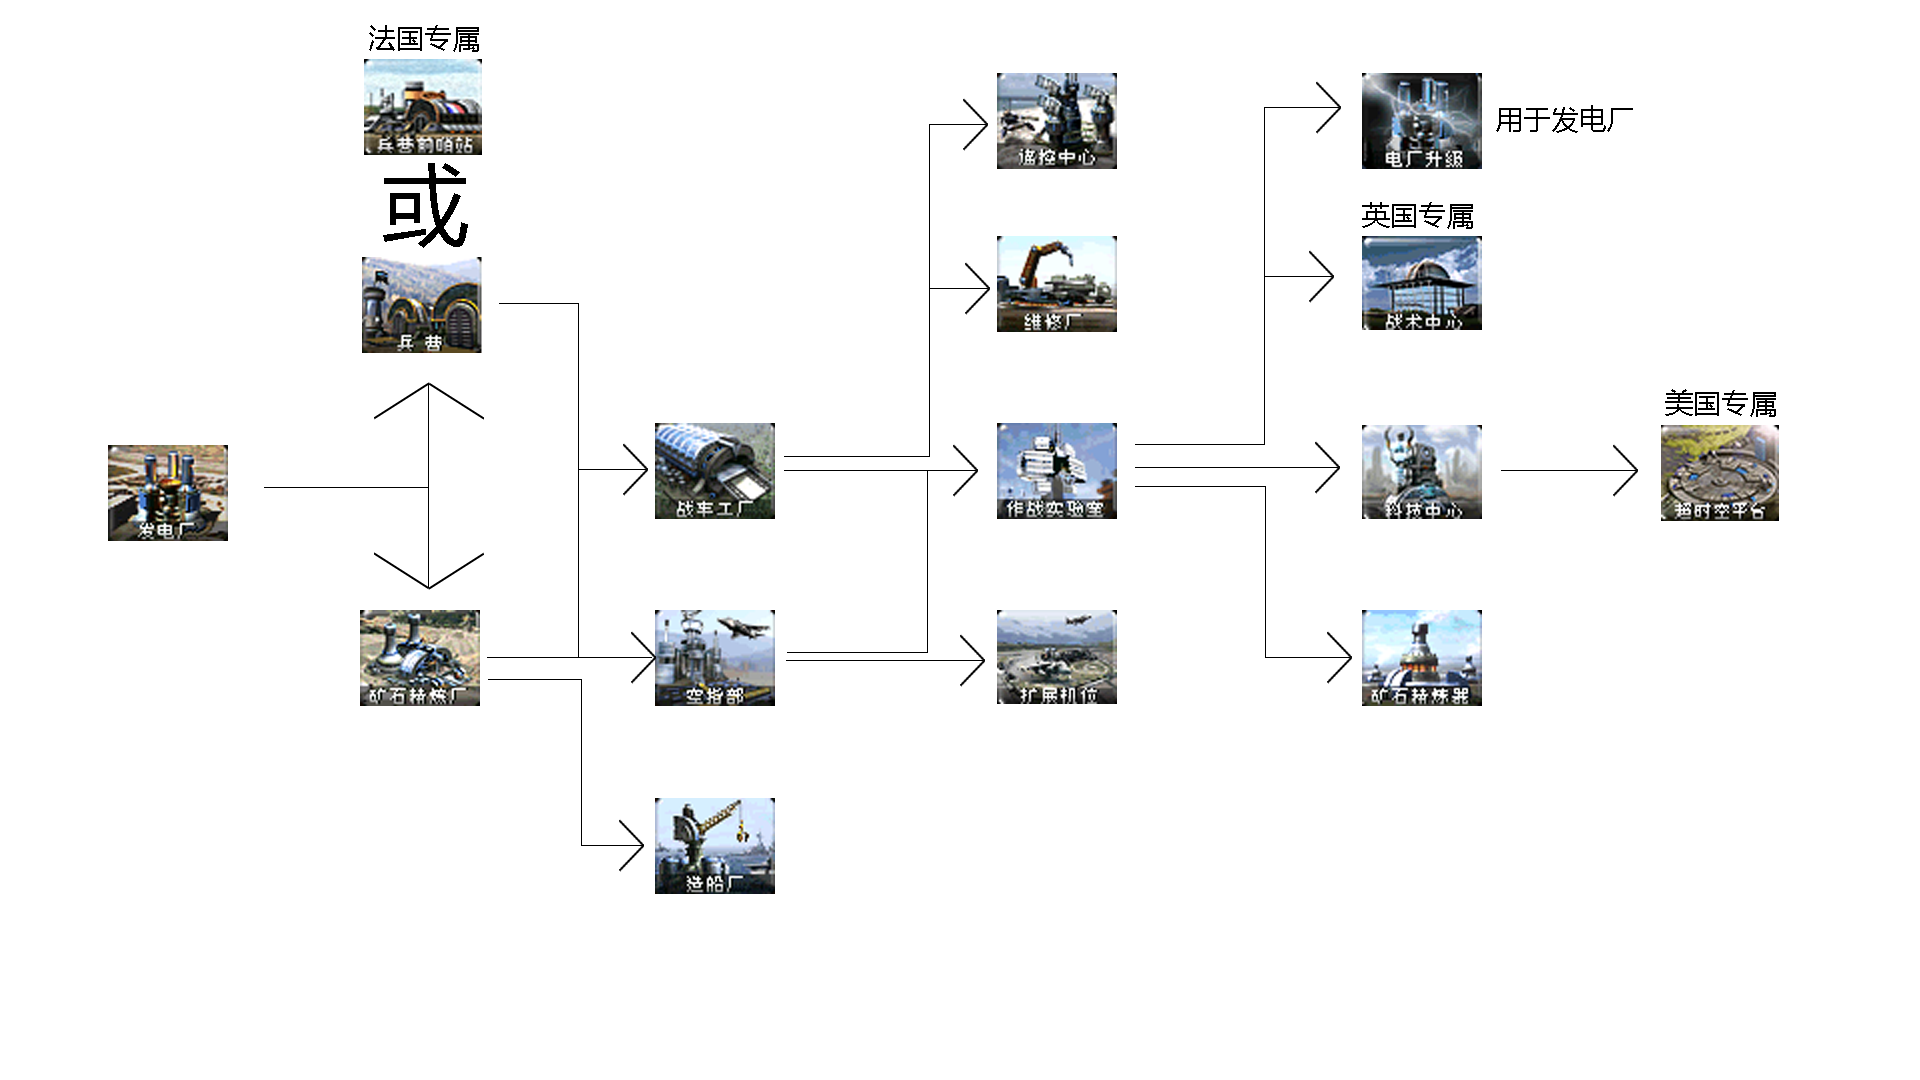 法国专属
兵营前哨站
或
兵营
发电厂
矿石精炼厂
战车工厂
空指部
造船厂
遥控中心
维修厂
作战实验室
扩展机位
电厂升级
用于发电厂
英国专属
战术中心
科技中心
矿石精炼器
美国专属
超时空平台